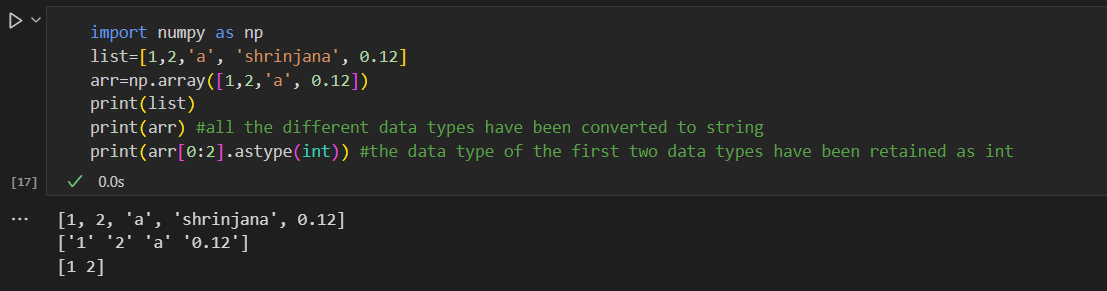 import numpy as np
list=[1,2,'a', 'shrinjana', 0.12]
arr=np.array([1,2,'a', 0.12])
print(list)
print(arr) #all the different data types have been converted to string
print(arr[0:2].astype(int)) #the data type of the first two data types have been retained as int
[17] ✓ 0.0s
... [1, 2, 'a', 'shrinjana', 0.12]
['1' '2' 'a' '0.12']
[1 2]